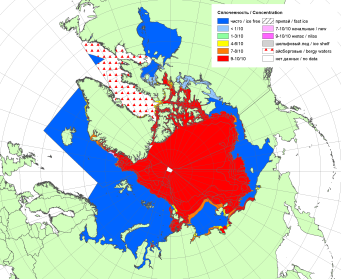 Сплоченность / Concentration
чисто / ice free
< 1/10
1-3/10
4-6/10
7-8/10
9-10/10
припай / fast ice
7-10/10 начальные / new
9-10/10 нилас / nilas
шельфовый лед / ice shelf
айсберговые / bergy waters
нет данных / no data